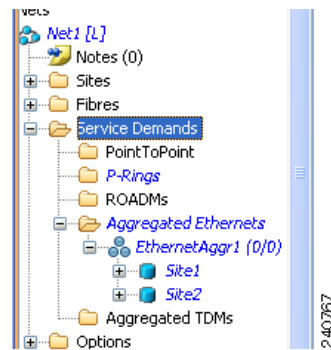 Nets
Net1 [L]
Notes (0)
Sites
Fibres
Service Demands
PointToPoint
P-Rings
ROADMs
Aggregated Ethernets
EthernetAggr1 (0/0)
Site1
Site2
Aggregated TDMs
Options
240767